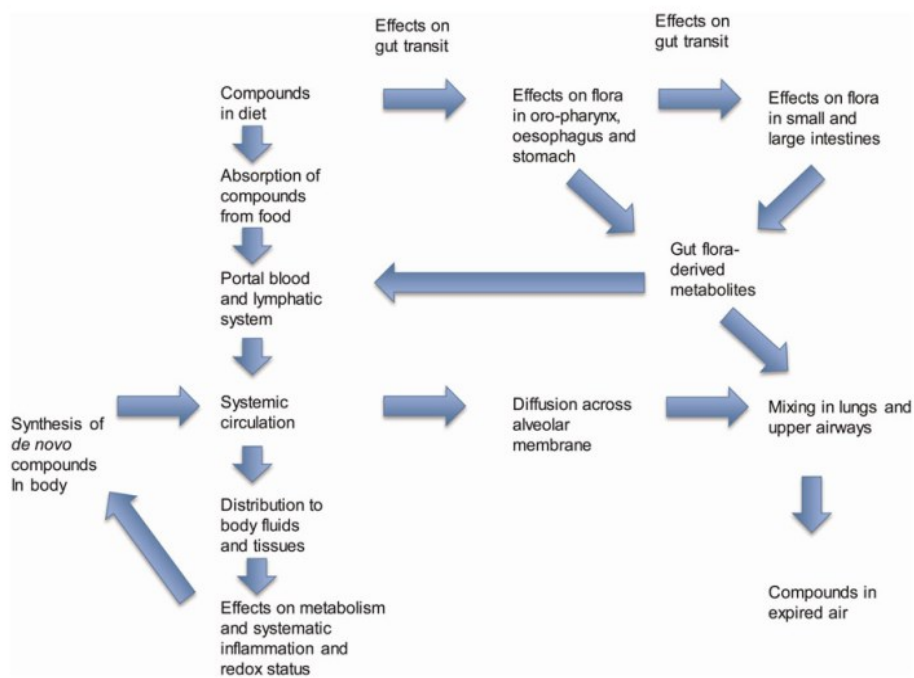 Effects on
gut transit
Effects on
gut transit
Compounds
in diet
Effects on flora
in oro-pharynx,
oesophagus and
stomach
Effects on flora
in small and
large intestines
Absorption of
compounds
from food
Portal blood
and lymphatic
system
Gut flora-
derived
metabolites
Synthesis of
de novo
compounds
In body
Systemic
circulation
Diffusion across
alveolar
membrane
Mixing in lungs and
upper airways
Distribution to
body fluids
and tissues
Effects on metabolism
and systematic
inflammation and
redox status
Compounds in
expired air